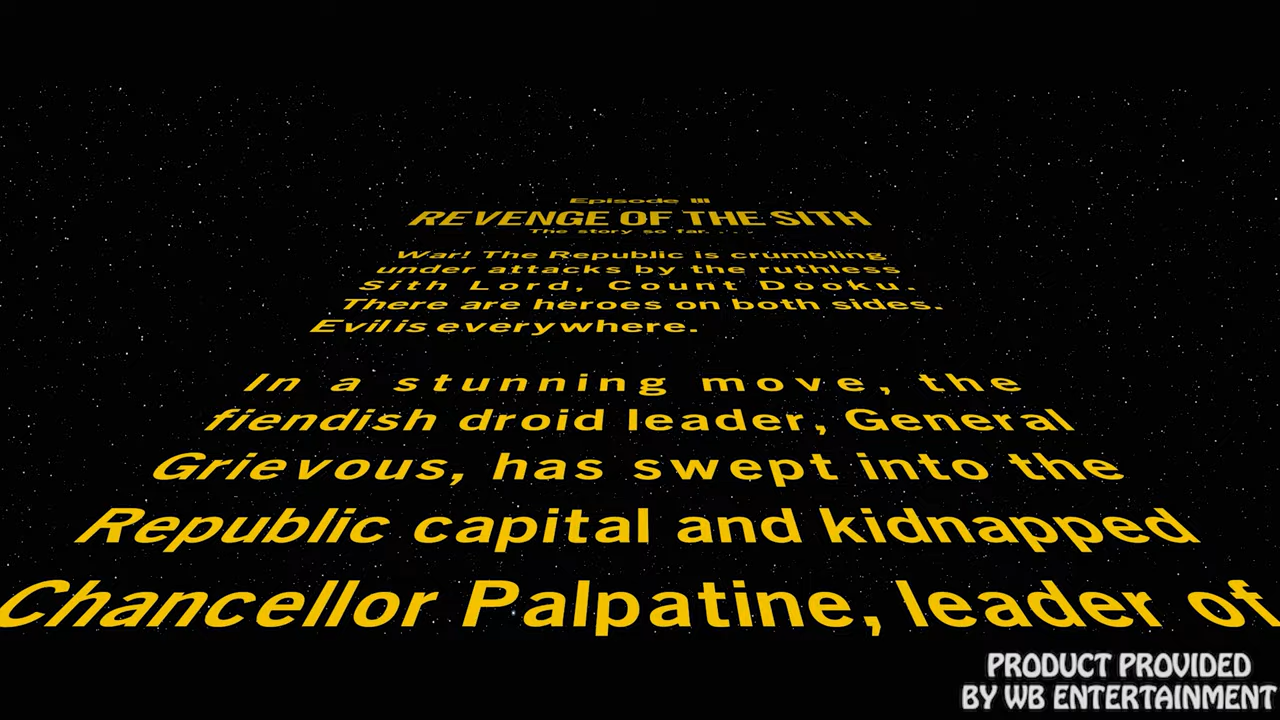 Episode III
REVENGE OF THE SITH
The story so far. . . .
War! The Republic is crumbling
under attacks by the ruthless
Sith Lord, Count Dooku.
There are heroes on both sides.
Evil is everywhere.
In a stunning move, the
fiendish droid leader, General
Grievous, has swept into the
Republic capital and kidnapped
Chancellor Palpatine, leader of
PRODUCT PROVIDED
BY WB ENTERTAINMENT